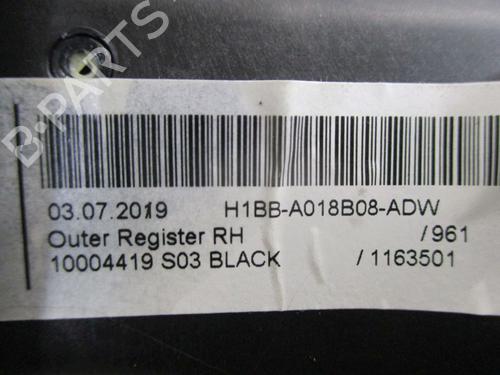 B-PARTS
03.07.2019 H1BB-A018B08-ADW
Outer Register RH /961
10004419 S03 BLACK /1163501